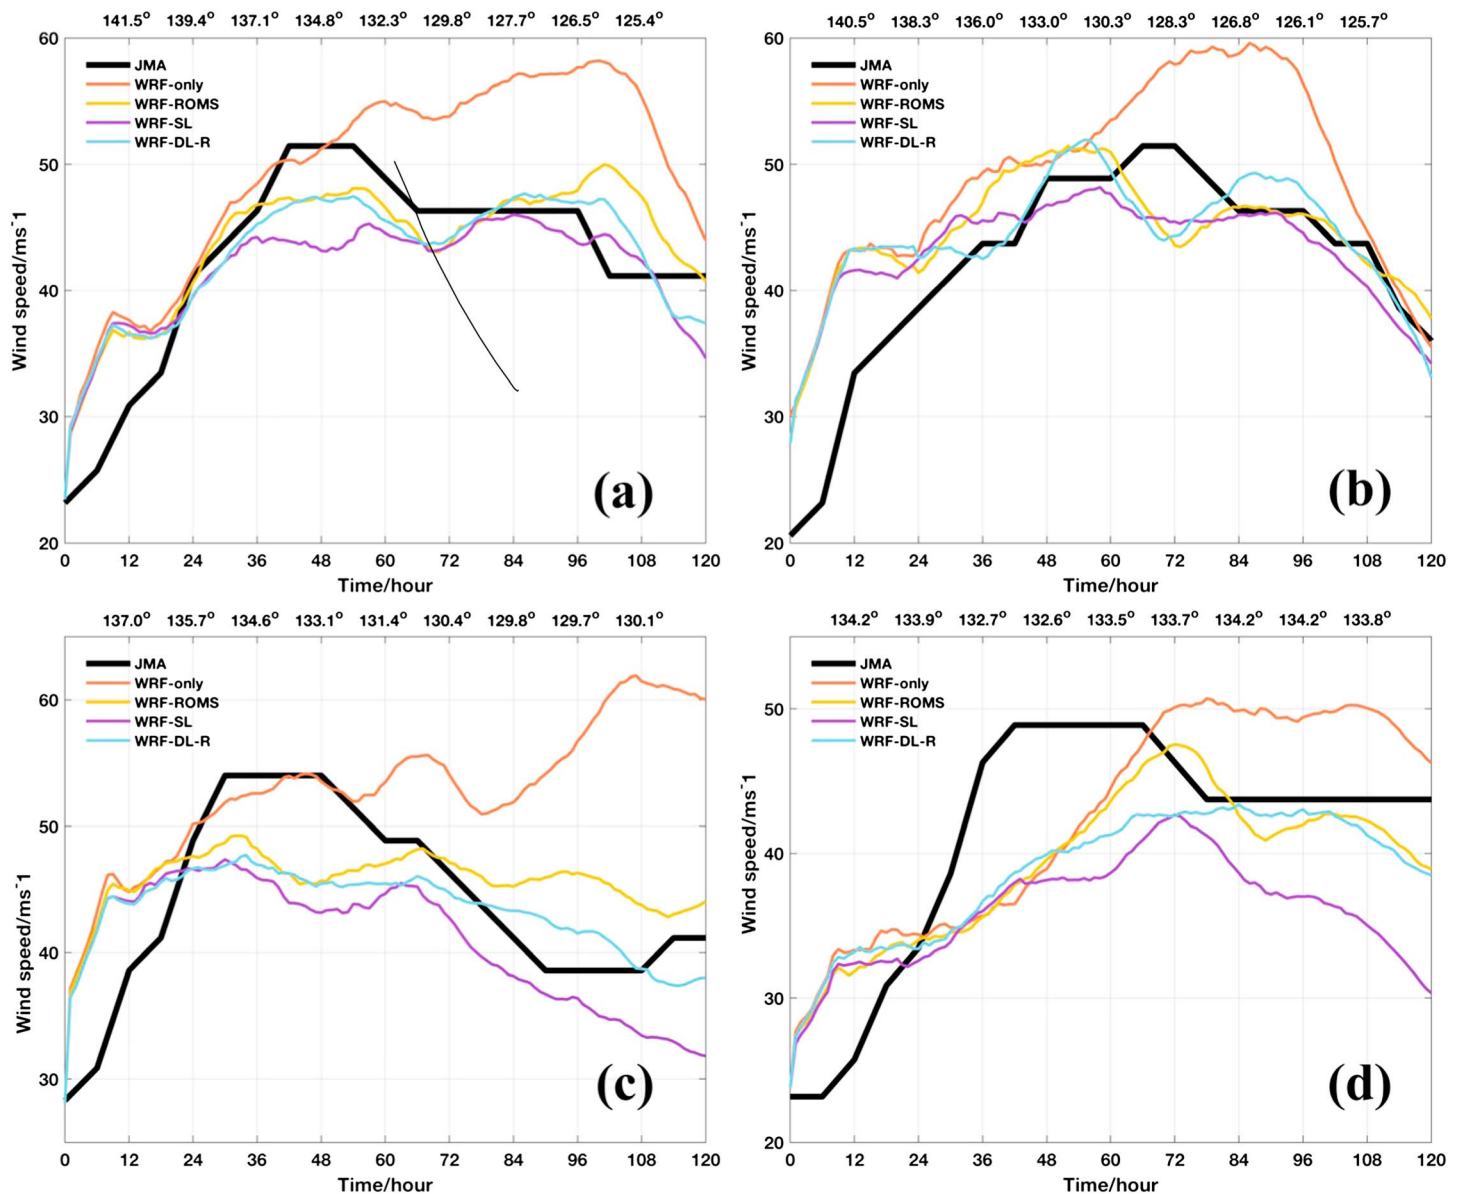 141.5° 139.4° 137.1° 134.8° 132.3° 129.8° 127.7° 126.5° 125.4°
60
50
40
30
20
Wind speed/ms-1
JMA
WRF-only
WRF-ROMS
WRF-SL
WRF-DL-R
(a)
0 12 24 36 48 60 72 84 96 108 120
Time/hour
140.5° 138.3° 136.0° 133.0° 130.3° 128.3° 126.8° 126.1° 125.7°
60
50
40
30
20
Wind speed/ms-1
JMA
WRF-only
WRF-ROMS
WRF-SL
WRF-DL-R
(b)
0 12 24 36 48 60 72 84 96 108 120
Time/hour
137.0° 135.7° 134.6° 133.1° 131.4° 130.4° 129.8° 129.7° 130.1°
60
50
40
30
Wind speed/ms-1
JMA
WRF-only
WRF-ROMS
WRF-SL
WRF-DL-R
(c)
0 12 24 36 48 60 72 84 96 108 120
Time/hour
134.2° 133.9° 132.7° 132.6° 133.5° 133.7° 134.2° 134.2° 133.8°
50
40
30
20
Wind speed/ms-1
JMA
WRF-only
WRF-ROMS
WRF-SL
WRF-DL-R
(d)
0 12 24 36 48 60 72 84 96 108 120
Time/hour